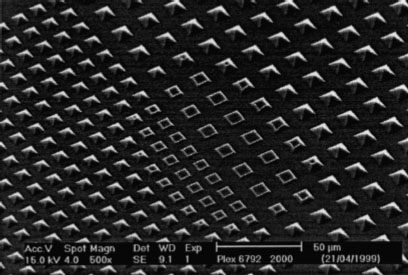 Acc.V Spot Magn Det WD Exp 50 µm
15.0 kV 4.0 500x SE 9.1 1 Plex 6792 2000 (21/04/1999)